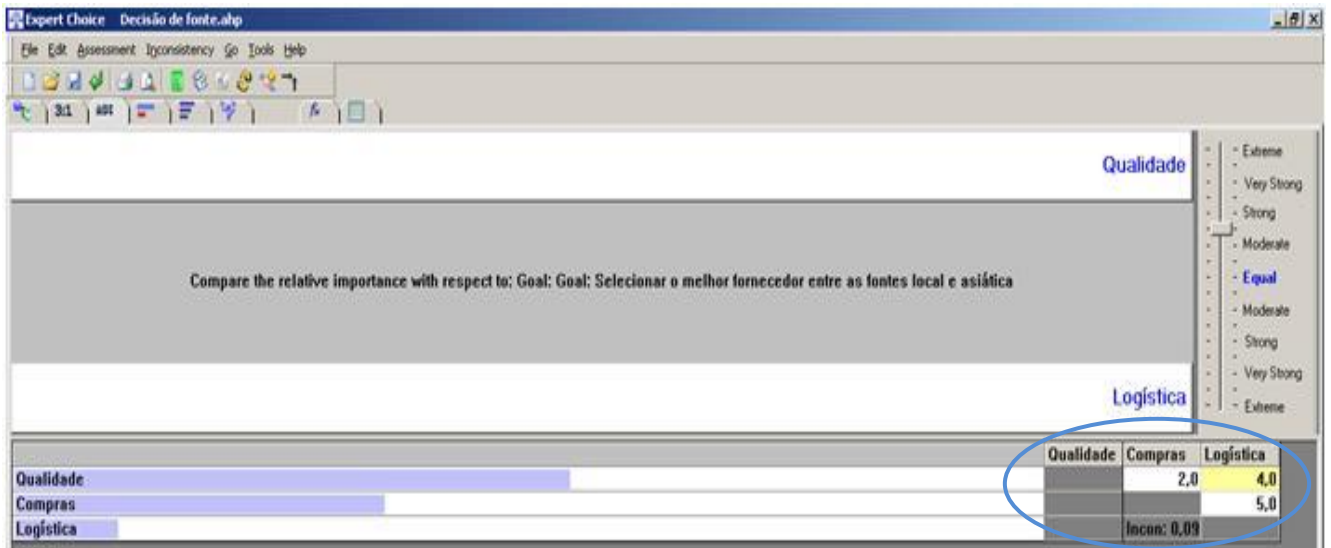 Expert Choice Decisão de fonte.ahp
File Edit Assessment Inconsistency Go Tools Help
3:1 ABC
Qualidade
Extreme
Very Strong
Strong
Moderate
Equal
Moderate
Strong
Very Strong
Extreme
Compare the relative importance with respect to: Goal: Goal: Selecionar o melhor fornecedor entre as fontes local e asiática
Logística
Qualidade Compras Logística
Qualidade 2,0 4,0
Compras 5,0
Logística Incon: 0,09